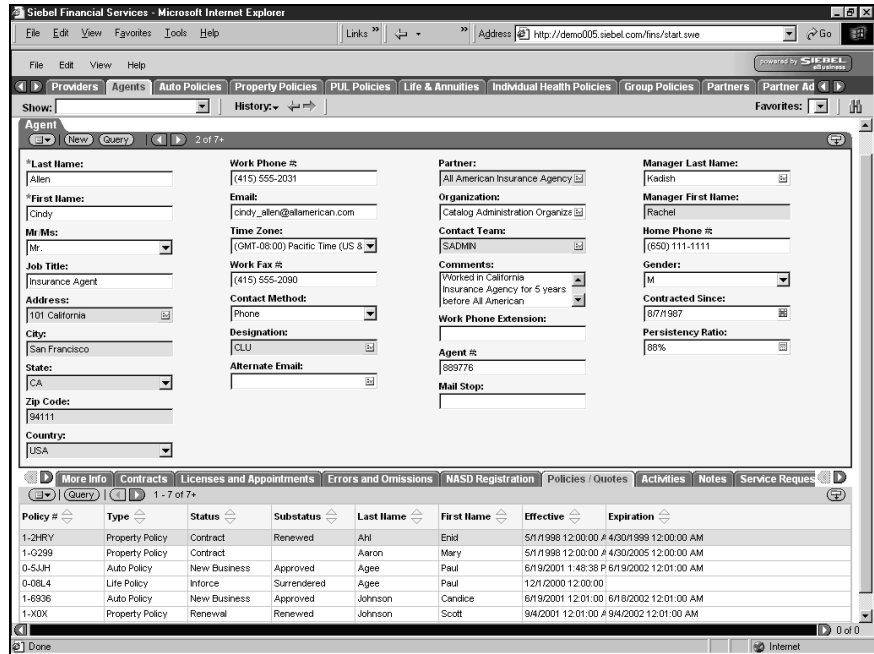 Siebel Financial Services - Microsoft Internet Explorer
File Edit View Favorites Tools Help Links » » Address http://demo005.siebel.com/fins/start.swe Go
File Edit View Help powered by SIEBEL eBusiness
Providers Agents Auto Policies Property Policies PUL Policies Life & Annuities Individual Health Policies Group Policies Partners Partner Ad
Show: History: Favorites:
Agent
New Query 2 of 7+
*Last Name: Work Phone #: Partner: Manager Last Name:
Allen (415) 555-2031 All American Insurance Agency Kadish
*First Name: Email: Organization: Manager First Name:
Cindy cindy_allen@allamerican.com Catalog Administration Organiza Rachel
Mr/Ms: Time Zone: Contact Team: Home Phone #:
Mr. (GMT-08:00) Pacific Time (US & SADMIN (650) 111-1111
Job Title: Work Fax #: Comments: Gender:
Insurance Agent (415) 555-2090 Worked in California M
Insurance Agency for 5 years
before All American
Address: Contact Method: Contracted Since:
101 California Phone 8/7/1987
City: Designation: Work Phone Extension: Persistency Ratio:
San Francisco CLU 88%
State: Alternate Email: Agent #:
CA 889776
Zip Code: Mail Stop:
94111
Country:
USA
More Info Contracts Licenses and Appointments Errors and Omissions NASD Registration Policies / Quotes Activities Notes Service Reques
Query 1 - 7 of 7+
Policy # Type Status Substatus Last Name First Name Effective Expiration
1-2HRY Property Policy Contract Renewed Ahl Enid 5/1/1998 12:00:00 A 4/30/1999 12:00:00 AM
1-G299 Property Policy Contract Aaron Mary 5/1/1998 12:00:00 A 4/30/2005 12:00:00 AM
0-5JJH Auto Policy New Business Approved Agee Paul 6/19/2001 1:48:38 P 6/19/2002 12:01:00 AM
0-08L4 Life Policy Inforce Surrendered Agee Paul 12/1/2000 12:00:00
1-6936 Auto Policy New Business Approved Johnson Candice 6/19/2001 12:01:00 6/18/2002 12:01:00 AM
1-X0X Property Policy Renewal Renewed Johnson Scott 9/4/2001 12:01:00 A 9/4/2002 12:01:00 AM
0 of 0
Done Internet